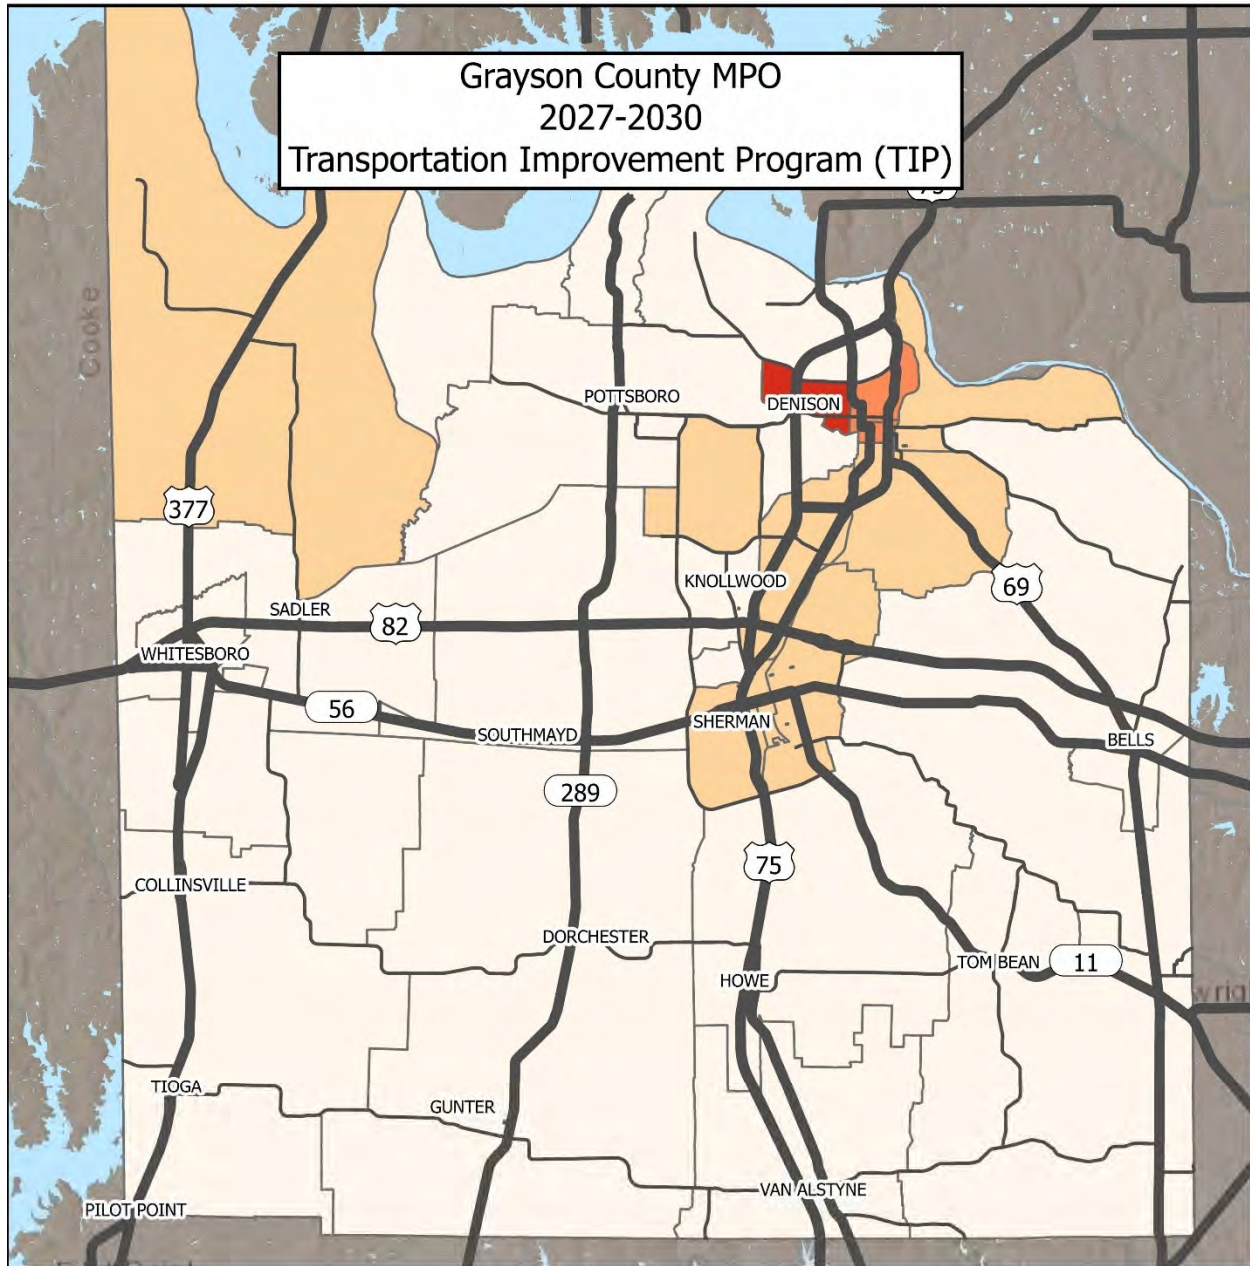 Grayson County MPO
2027-2030
Transportation Improvement Program (TIP)
Cooke
POTTSBORO
DENISON
377
KNOLLWOOD
69
SADLER
82
WHITESBORO
56
SOUTHMAYD
SHERMAN
BELLS
289
75
COLLINSVILLE
DORCHESTER
TOM BEAN
11
HOWE
wrig
TIOGA
GUNTER
VAN ALSTYNE
PILOT POINT